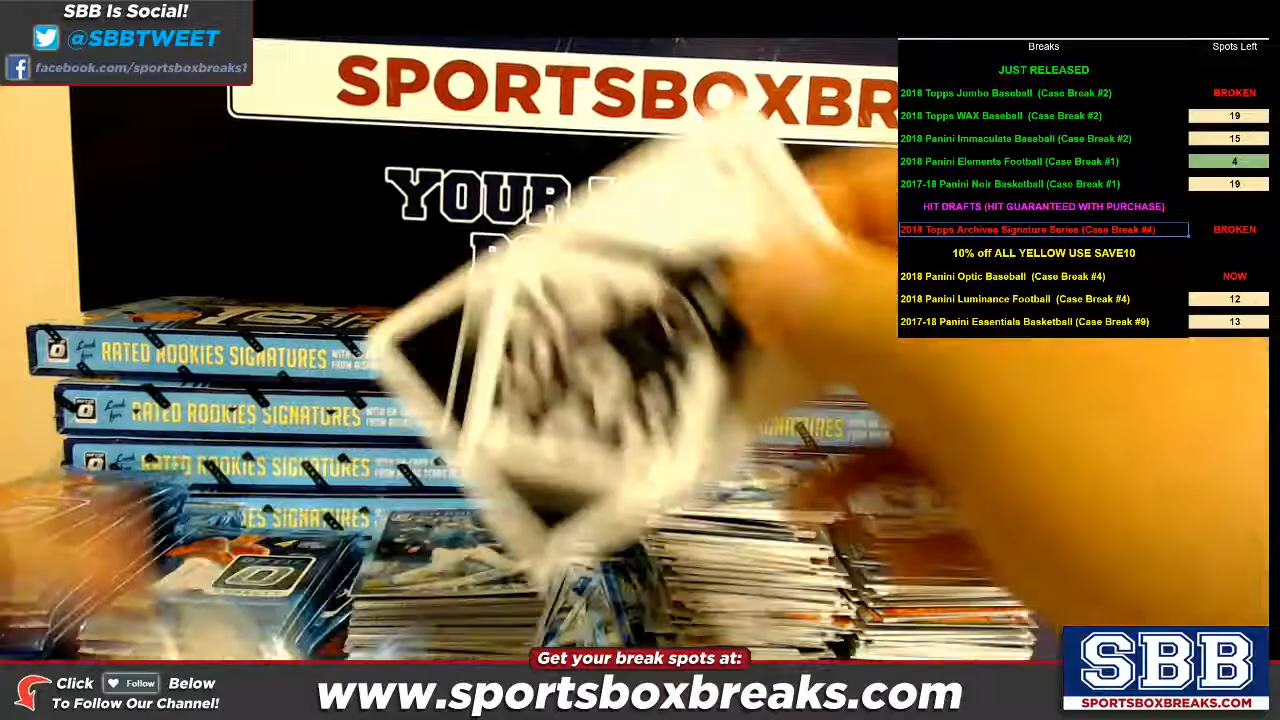 SBB Is Social!
@SBBTWEET
facebook.com/sportsboxbreaks1
SPORTSBOXBR
YOUR
Breaks Spots Left
JUST RELEASED
2018 Topps Jumbo Baseball (Case Break #2) BROKEN
2018 Topps WAX Baseball (Case Break #2) 19
2018 Panini Immaculate Baseball (Case Break #2) 15
2018 Panini Elements Football (Case Break #1) 4
2017-18 Panini Noir Basketball (Case Break #1) 19
HIT DRAFTS (HIT GUARANTEED WITH PURCHASE)
2018 Topps Archives Signature Series (Case Break #4) BROKEN
10% off ALL YELLOW USE SAVE10
2018 Panini Optic Baseball (Case Break #4) NOW
2018 Panini Luminance Football (Case Break #4) 12
2017-18 Panini Essentials Basketball (Case Break #9) 13
Look for RATED ROOKIES SIGNATURES
Look for RATED ROOKIES SIGNATURES
RATED ROOKIES SIGNATURES
IES SIGNATURES
Get your break spots at:
Click Follow Below
To Follow Our Channel!
www.sportsboxbreaks.com
SBB
SPORTSBOXBREAKS.COM